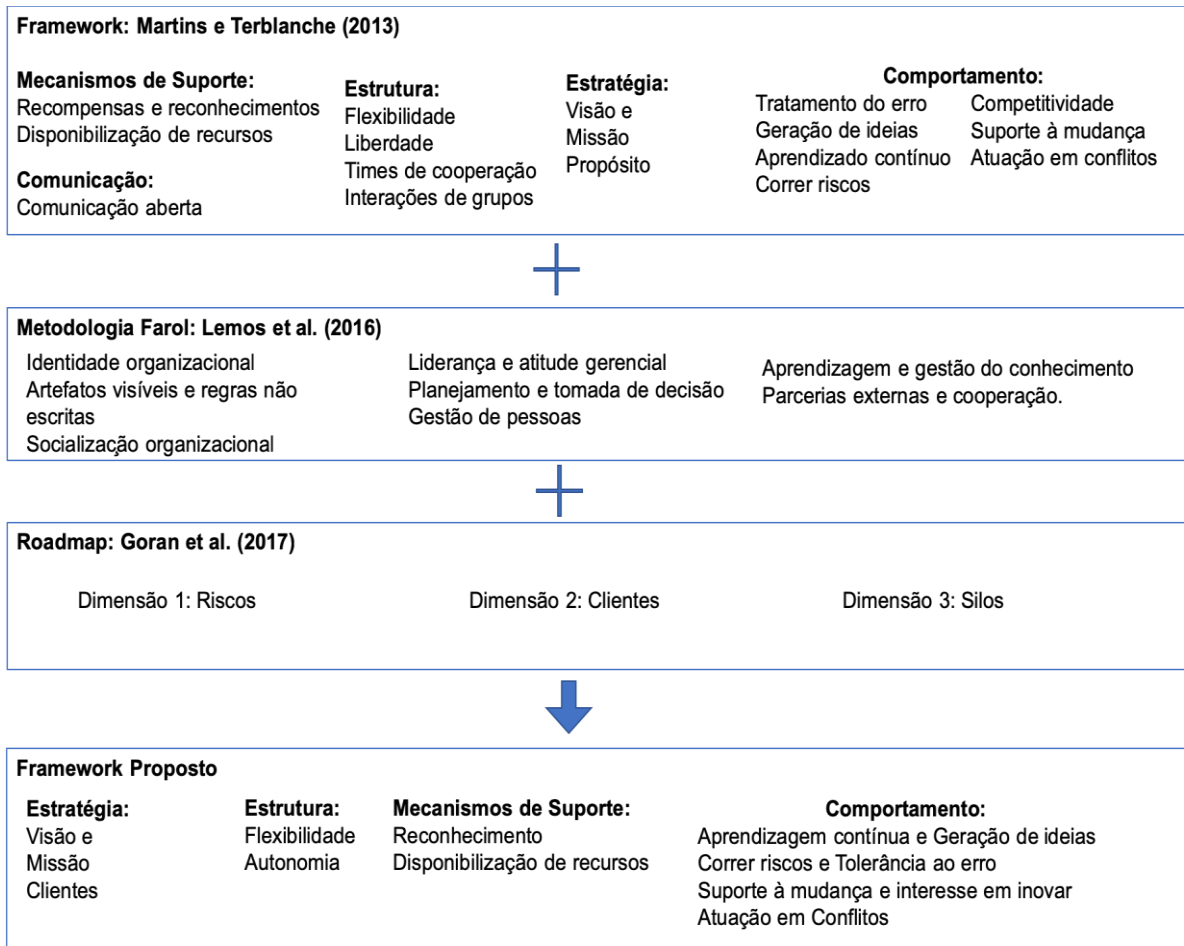 Framework: Martins e Terblanche (2013)
Mecanismos de Suporte:
Recompensas e reconhecimentos
Disponibilização de recursos
Comunicação:
Comunicação aberta
Estrutura:
Flexibilidade
Liberdade
Times de cooperação
Interações de grupos
Estratégia:
Visão e
Missão
Propósito
Comportamento:
Tratamento do erro
Geração de ideias
Aprendizado contínuo
Correr riscos
Competitividade
Suporte à mudança
Atuação em conflitos
Metodologia Farol: Lemos et al. (2016)
Identidade organizacional
Artefatos visíveis e regras não
escritas
Socialização organizacional
Liderança e atitude gerencial
Planejamento e tomada de decisão
Gestão de pessoas
Aprendizagem e gestão do conhecimento
Parcerias externas e cooperação.
Roadmap: Goran et al. (2017)
Dimensão 1: Riscos
Dimensão 2: Clientes
Dimensão 3: Silos
Framework Proposto
Estratégia:
Visão e
Missão
Clientes
Estrutura:
Flexibilidade
Autonomia
Mecanismos de Suporte:
Reconhecimento
Disponibilização de recursos
Comportamento:
Aprendizagem contínua e Geração de ideias
Correr riscos e Tolerância ao erro
Suporte à mudança e interesse em inovar
Atuação em Conflitos